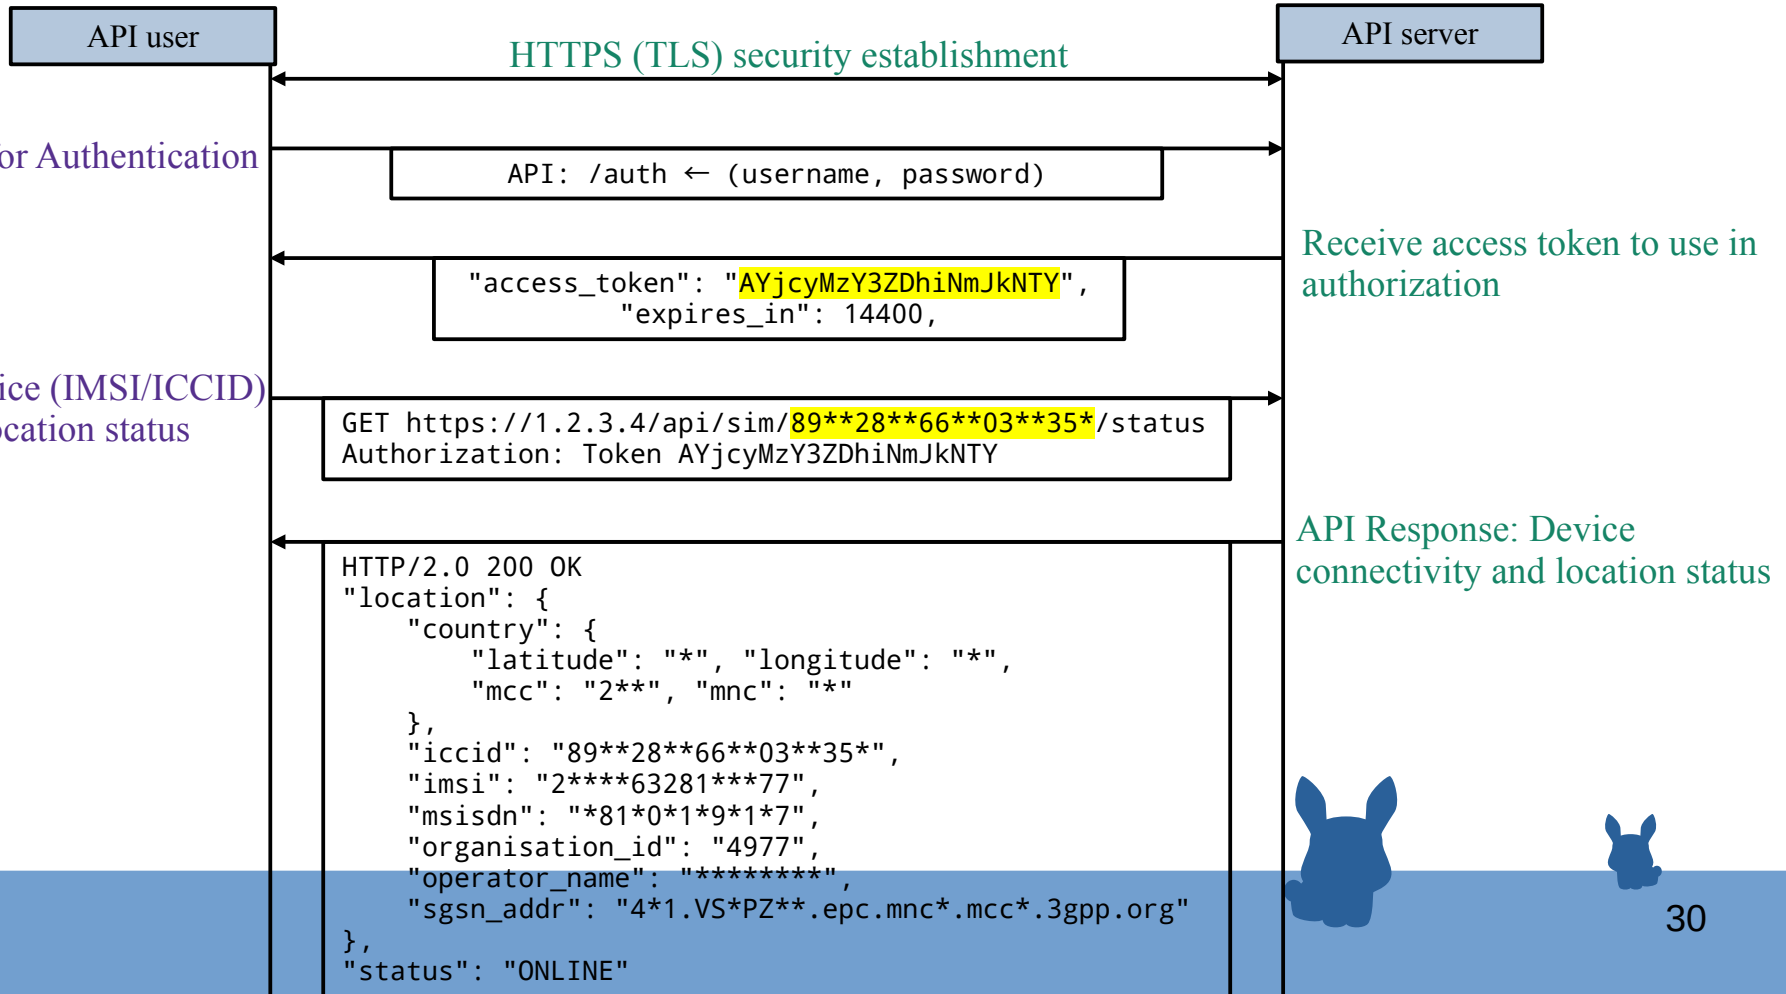 API user
API server
HTTPS (TLS) security establishment
or Authentication
API: /auth ← (username, password)
Receive access token to use in
authorization
"access_token": "AYjcyMzY3ZDhiNmJkNTY",
"expires_in": 14400,
ice (IMSI/ICCID)
ocation status
GET https://1.2.3.4/api/sim/89**28**66**03**35*/status
Authorization: Token AYjcyMzY3ZDhiNmJkNTY
API Response: Device
connectivity and location status
HTTP/2.0 200 OK
"location": {
    "country": {
        "latitude": "*", "longitude": "*",
        "mcc": "2**", "mnc": "*"
    },
    "iccid": "89**28**66**03**35*",
    "imsi": "2****63281***77",
    "msisdn": "*81*0*1*9*1*7",
    "organisation_id": "4977",
    "operator_name": "********",
    "sgsn_addr": "4*1.VS*PZ**.epc.mnc*.mcc*.3gpp.org"
},
"status": "ONLINE"
30